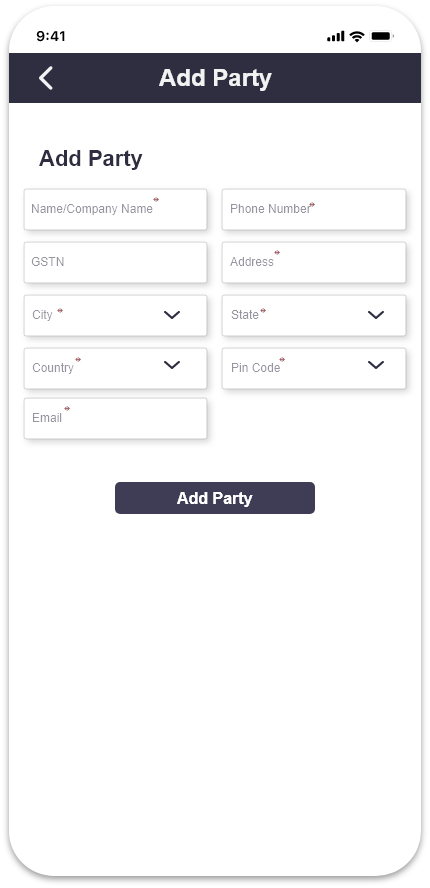 9:41
Add Party
Add Party
Name/Company Name*
Phone Number*
GSTN
Address*
City *
State*
Country*
Pin Code*
Email*
Add Party